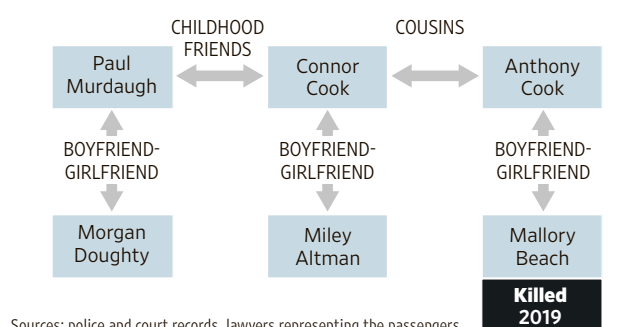 CHILDHOOD
FRIENDS
COUSINS
Paul
Murdaugh
Connor
Cook
Anthony
Cook
BOYFRIEND-
GIRLFRIEND
BOYFRIEND-
GIRLFRIEND
BOYFRIEND-
GIRLFRIEND
Morgan
Doughty
Miley
Altman
Mallory
Beach
Killed
2019
Sources: police and court records, lawyers representing the passengers